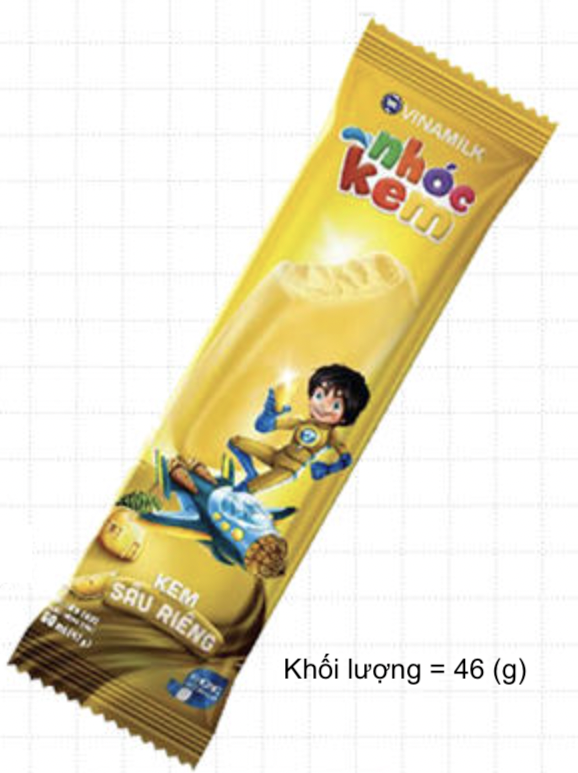 VINAMILK
nhóc
kem
KEM
SẦU RIÊNG
Khối lượng = 46 (g)